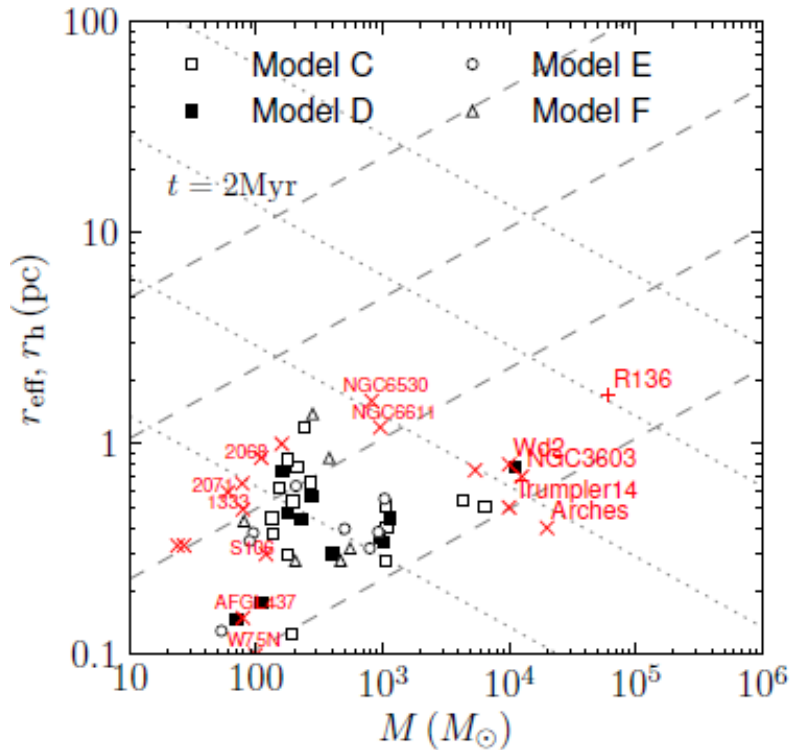 100
10
1
0.1
r_eff, r_h (pc)
Model C
Model D
Model E
Model F
t = 2Myr
R136
NGC6530
NGC6611
Wd2
NGC3603
Trumpler14
Arches
2068
2071
1333
S106
AFGL437
W75N
10
100
10^3
10^4
10^5
10^6
M (M_⊙)